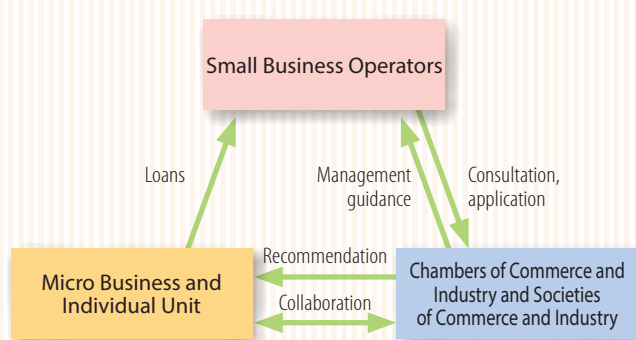 Small Business Operators
Loans
Management
guidance
Consultation,
application
Recommendation
Micro Business and
Individual Unit
Collaboration
Chambers of Commerce and
Industry and Societies
of Commerce and Industry